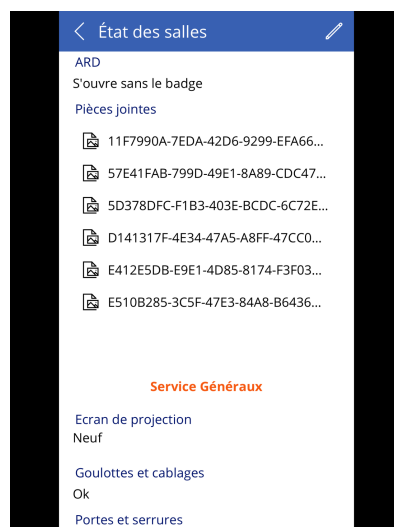 État des salles
ARD
S'ouvre sans le badge
Pièces jointes
11F7990A-7EDA-42D6-9299-EFA66...
57E41FAB-799D-49E1-8A89-CDC47...
5D378DFC-F1B3-403E-BCDC-6C72E...
D141317F-4E34-47A5-A8FF-47CC0...
E412E5DB-E9E1-4D85-8174-F3F03...
E510B285-3C5F-47E3-84A8-B6436...
Service Généraux
Ecran de projection
Neuf
Goulottes et cablages
Ok
Portes et serrures